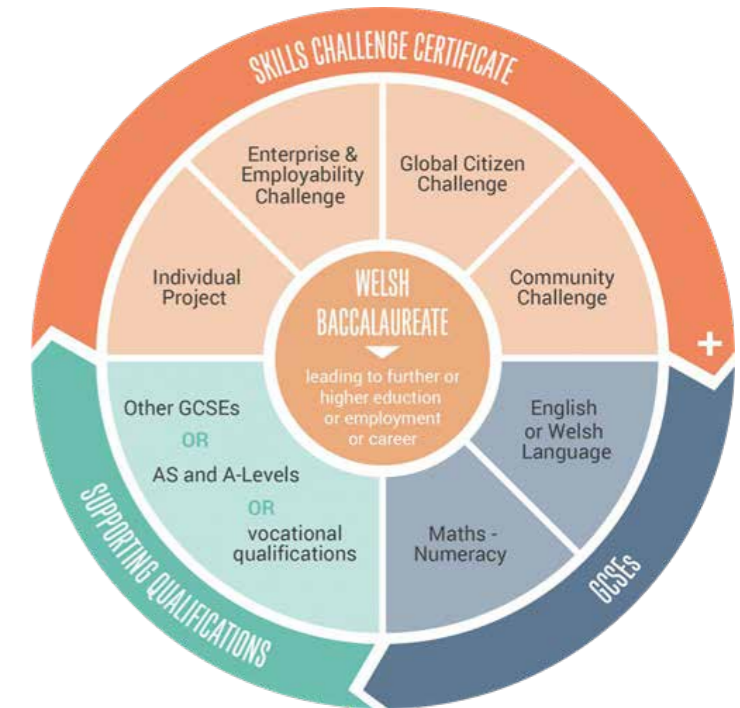 SKILLS CHALLENGE CERTIFICATE
Enterprise &
Employability
Challenge
Global Citizen
Challenge
Individual
Project
Community
Challenge
WELSH
BACCALAUREATE
leading to further or
higher eduction
or employment
or career
Other GCSEs
OR
AS and A-Levels
OR
vocational
qualifications
English
or Welsh
Language
Maths -
Numeracy
+
SUPPORTING QUALIFICATIONS
GCSEs